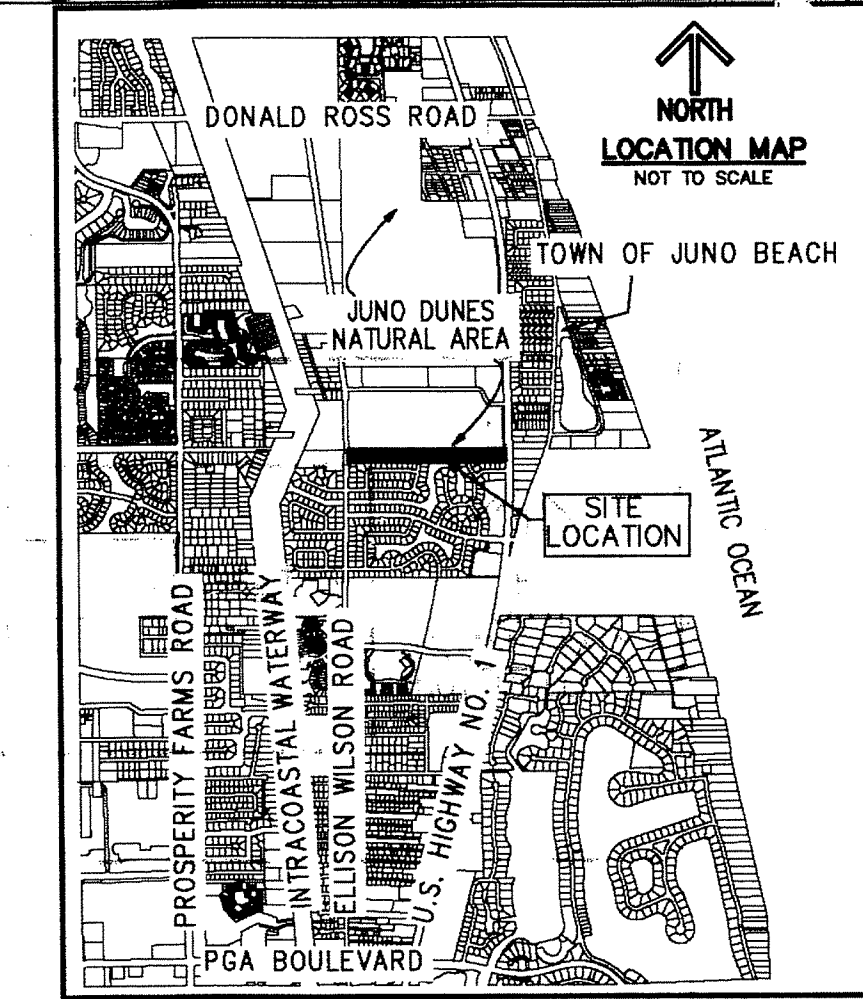 NORTH
LOCATION MAP
NOT TO SCALE
DONALD ROSS ROAD
TOWN OF JUNO BEACH
JUNO DUNES
NATURAL AREA
SITE
LOCATION
ATLANTIC OCEAN
PROSPERITY FARMS ROAD
INTRACOASTAL WATERWAY
ELLISON WILSON ROAD
U.S. HIGHWAY NO. 1
PGA BOULEVARD